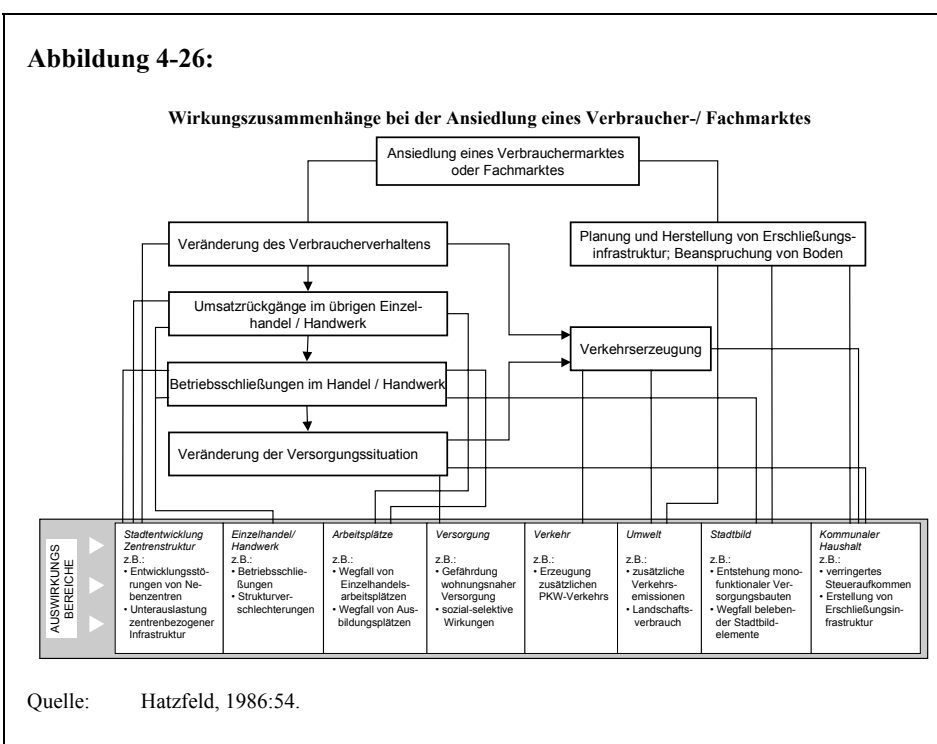 Abbildung 4-26:
Wirkungszusammenhänge bei der Ansiedlung eines Verbraucher-/ Fachmarktes
Ansiedlung eines Verbrauchermarktes
oder Fachmarktes
Veränderung des Verbraucherverhaltens
Planung und Herstellung von Erschließungs-
infrastruktur; Beanspruchung von Boden
Umsatzrückgänge im übrigen Einzel-
handel / Handwerk
Verkehrserzeugung
Betriebsschließungen im Handel / Handwerk
Veränderung der Versorgungssituation
AUSWIRKUNGS
BEREICHE
Stadtentwicklung
Zentrenstruktur
z.B.:
• Entwicklungsstö-
rungen von Ne-
benzentren
• Unterauslastung
zentrenbezogener
Infrastruktur
Einzelhandel/
Handwerk
z.B.:
• Betriebsschlie-
ßungen
• Strukturver-
schlechterungen
Arbeitsplätze
z.B.:
• Wegfall von
Einzelhandels-
arbeitsplätzen
• Wegfall von Aus-
bildungsplätzen
Versorgung
z.B.:
• Gefährdung
wohnungsnaher
Versorgung
• sozial-selektive
Wirkungen
Verkehr
z.B.:
• Erzeugung
zusätzlichen
PKW-Verkehrs
Umwelt
z.B.:
• zusätzliche
Verkehrs-
emissionen
• Landschafts-
verbrauch
Stadtbild
z.B.:
• Entstehung mono-
funktionaler Ver-
sorgungsbauten
• Wegfall beleben-
der Stadtbild-
elemente
Kommunaler
Haushalt
z.B.:
• verringertes
Steueraufkommen
• Erstellung von
Erschließungsin-
frastruktur
Quelle: Hatzfeld, 1986:54.